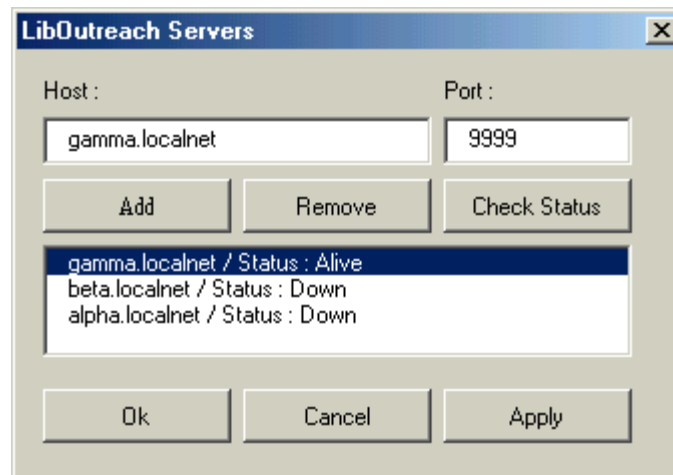 LibOutreach Servers
Host : Port :
gamma.localnet 9999
Add Remove Check Status
gamma.localnet / Status : Alive
beta.localnet / Status : Down
alpha.localnet / Status : Down
Ok Cancel Apply